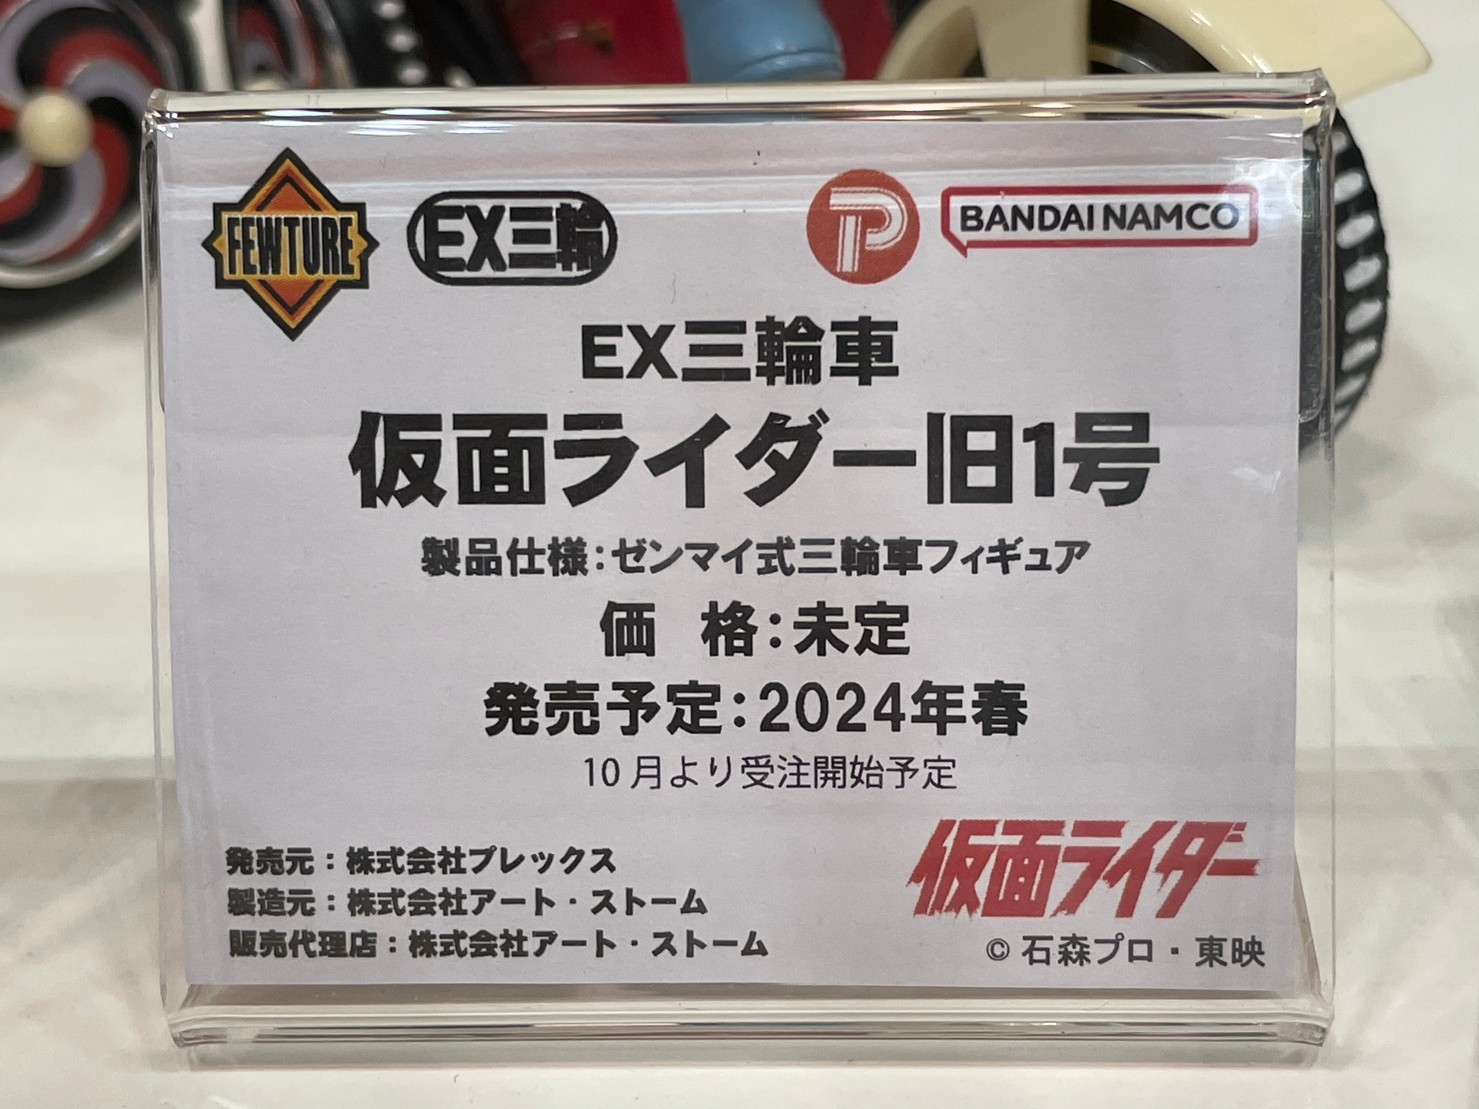 FEWTURE EX三輪 P BANDAI NAMCO
EX三輪車
仮面ライダー旧1号
製品仕様：ゼンマイ式三輪車フィギュア
価　格：未定
発売予定：2024年春
10月より受注開始予定
発売元：株式会社プレックス
製造元：株式会社アート・ストーム
販売代理店：株式会社アート・ストーム
仮面ライダー
© 石森プロ・東映